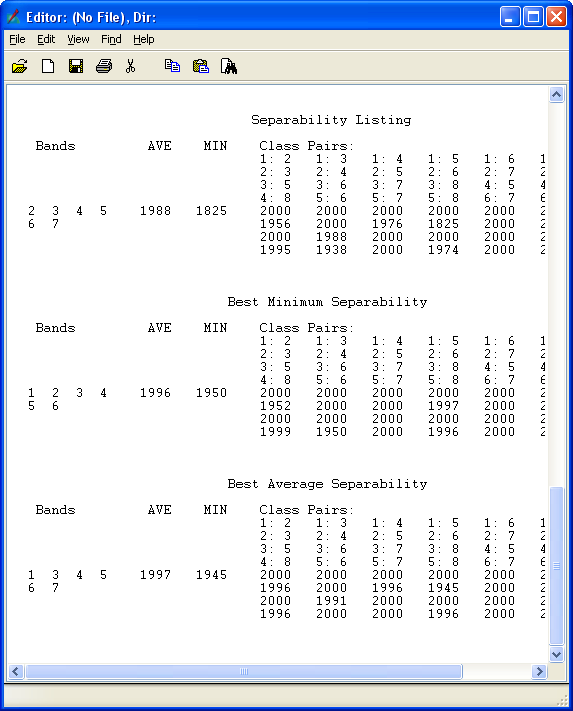 Editor: (No File), Dir:
File Edit View Find Help
Separability Listing
Bands AVE MIN Class Pairs:
1: 2 1: 3 1: 4 1: 5 1: 6 1
2: 3 2: 4 2: 5 2: 6 2: 7 2
3: 5 3: 6 3: 7 3: 8 4: 5 4
4: 8 5: 6 5: 7 5: 8 6: 7 6
2 3 4 5 1988 1825 2000 2000 2000 2000 2000 2
6 7 1956 2000 1976 1825 2000 2
2000 1988 2000 2000 2000 2
1995 1938 2000 1974 2000 2
Best Minimum Separability
Bands AVE MIN Class Pairs:
1: 2 1: 3 1: 4 1: 5 1: 6 1
2: 3 2: 4 2: 5 2: 6 2: 7 2
3: 5 3: 6 3: 7 3: 8 4: 5 4
4: 8 5: 6 5: 7 5: 8 6: 7 6
1 2 3 4 1996 1950 2000 2000 2000 2000 2000 2
5 6 1952 2000 2000 1997 2000 2
2000 2000 2000 2000 2000 2
1999 1950 2000 1996 2000 2
Best Average Separability
Bands AVE MIN Class Pairs:
1: 2 1: 3 1: 4 1: 5 1: 6 1
2: 3 2: 4 2: 5 2: 6 2: 7 2
3: 5 3: 6 3: 7 3: 8 4: 5 4
4: 8 5: 6 5: 7 5: 8 6: 7 6
1 3 4 5 1997 1945 2000 2000 2000 2000 2000 2
6 7 1996 2000 1996 1945 2000 2
2000 1991 2000 2000 2000 2
1996 2000 2000 1996 2000 2